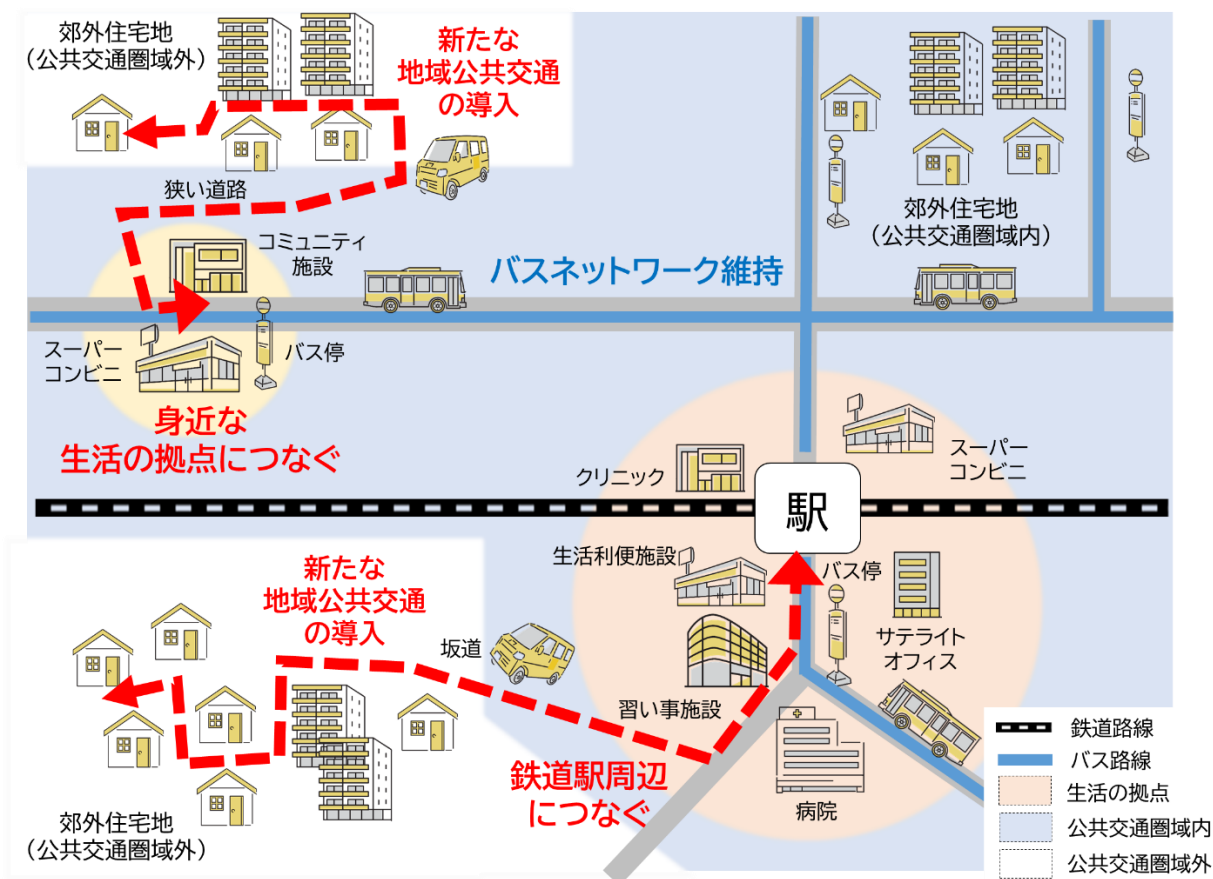 郊外住宅地
(公共交通圏域外)
新たな
地域公共交通
の導入
狭い道路
郊外住宅地
(公共交通圏域内)
コミュニティ
施設
バスネットワーク維持
スーパー
コンビニ
バス停
身近な
生活の拠点につなぐ
クリニック
スーパー
コンビニ
駅
生活利便施設
バス停
サテライト
オフィス
新たな
地域公共交通
の導入
坂道
習い事施設
鉄道駅周辺
につなぐ
病院
郊外住宅地
(公共交通圏域外)
鉄道路線
バス路線
生活の拠点
公共交通圏域内
公共交通圏域外